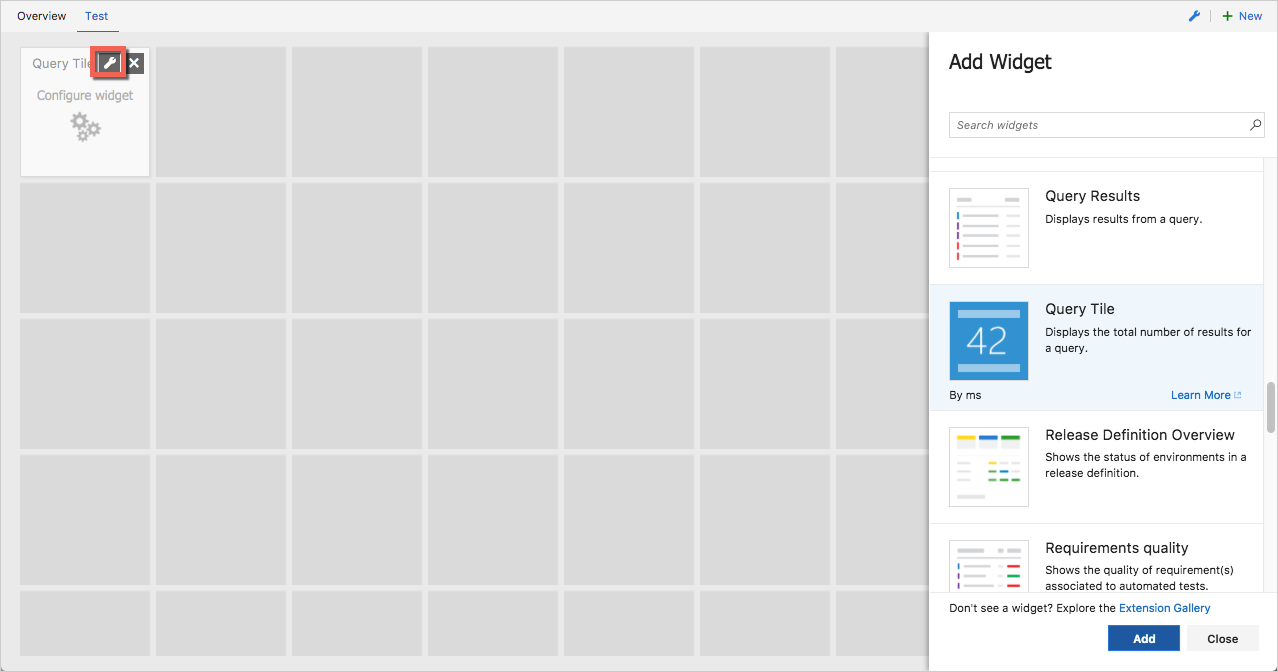 Overview Test
New
Query Tile
Configure widget
Add Widget
Search widgets
Query Results
Displays results from a query.
42
Query Tile
Displays the total number of results for
a query.
By ms
Learn More
Release Definition Overview
Shows the status of environments in a
release definition.
Requirements quality
Shows the quality of requirement(s)
associated to automated tests.
Don't see a widget? Explore the Extension Gallery
Add Close